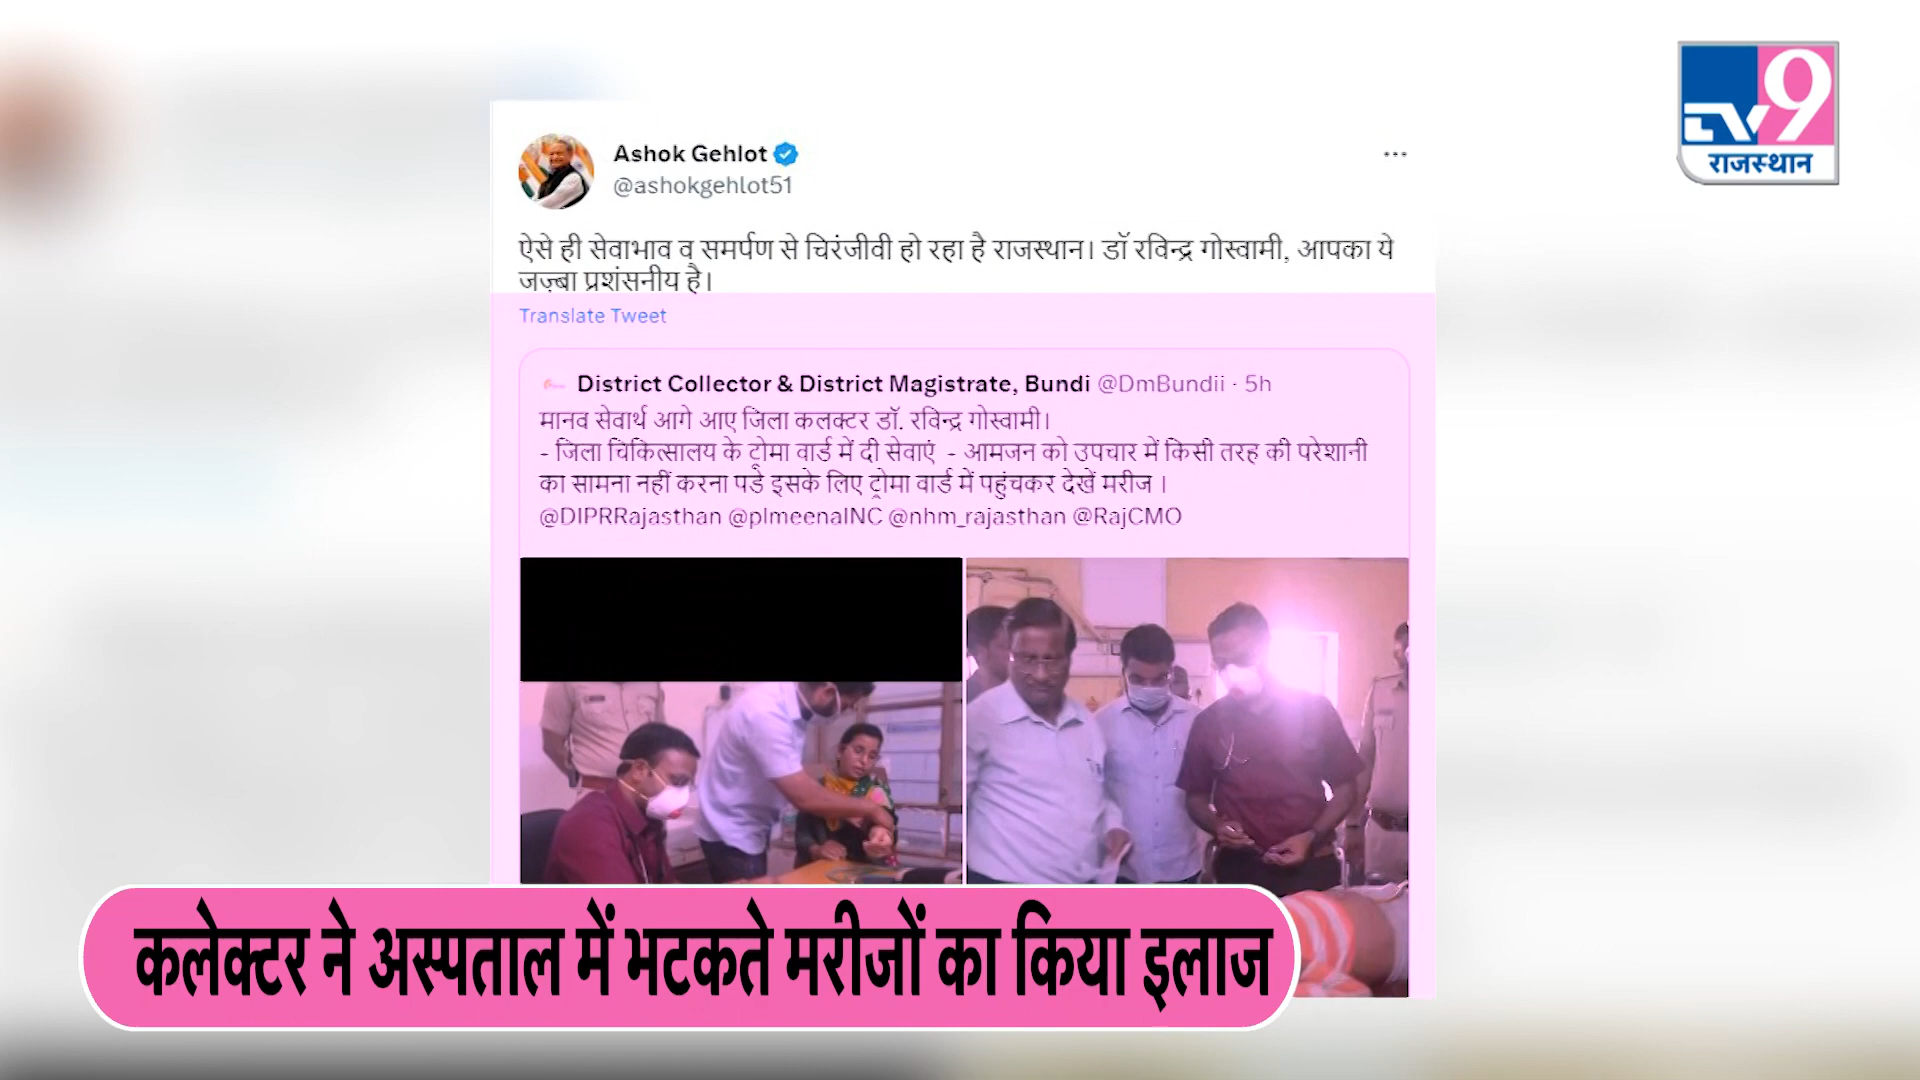 TV9
राजस्थान
Ashok Gehlot
@ashokgehlot51
ऐसे ही सेवाभाव व समर्पण से चिरंजीवी हो रहा है राजस्थान। डॉ रविन्द्र गोस्वामी, आपका ये
जज़्बा प्रशंसनीय है।
Translate Tweet
District Collector & District Magistrate, Bundi @DmBundii · 5h
मानव सेवार्थ आगे आए जिला कलक्टर डॉ. रविन्द्र गोस्वामी।
- जिला चिकित्सालय के ट्रोमा वार्ड में दी सेवाएं - आमजन को उपचार में किसी तरह की परेशानी
का सामना नहीं करना पडे इसके लिए ट्रोमा वार्ड में पहुंचकर देखें मरीज ।
@DIPRRajasthan @plmeenaINC @nhm_rajasthan @RajCMO
कलेक्टर ने अस्पताल में भटकते मरीजों का किया इलाज